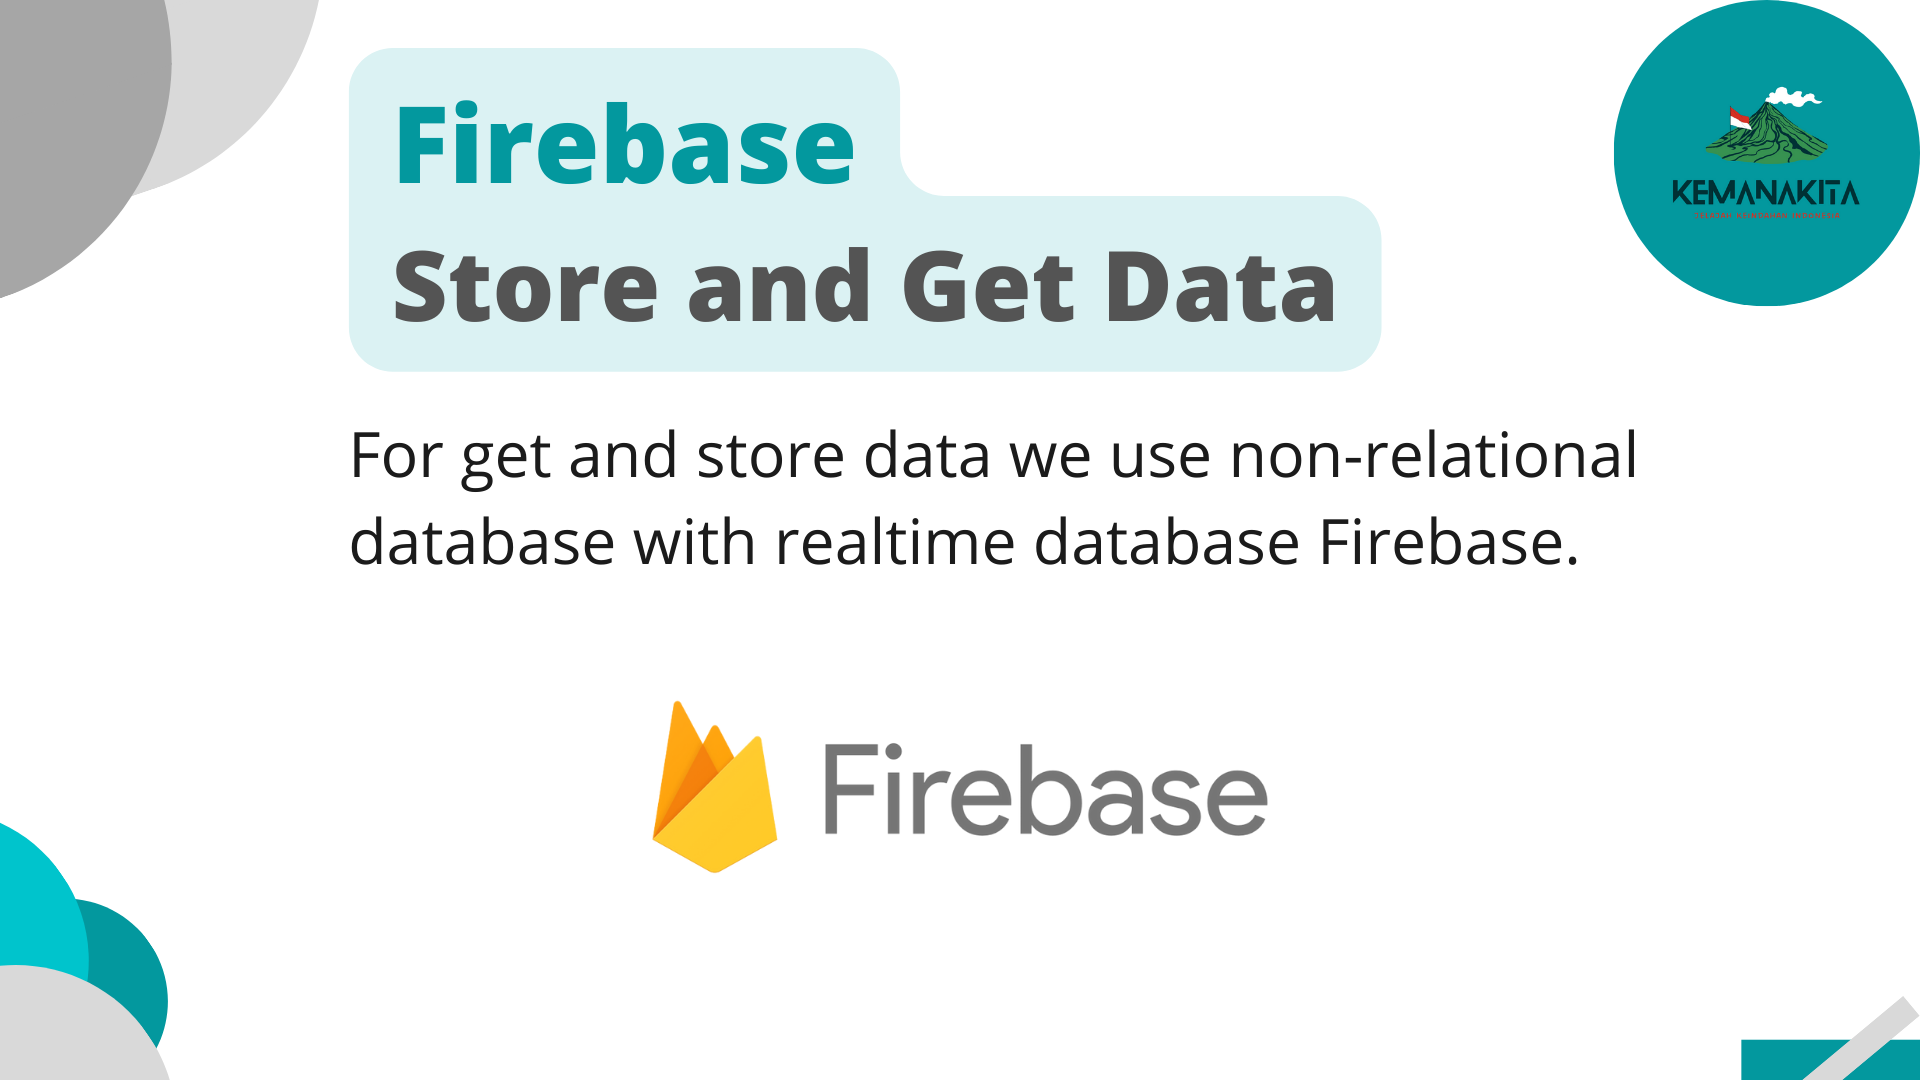 Firebase
Store and Get Data
KEMANAKITA
For get and store data we use non-relational
database with realtime database Firebase.
Firebase